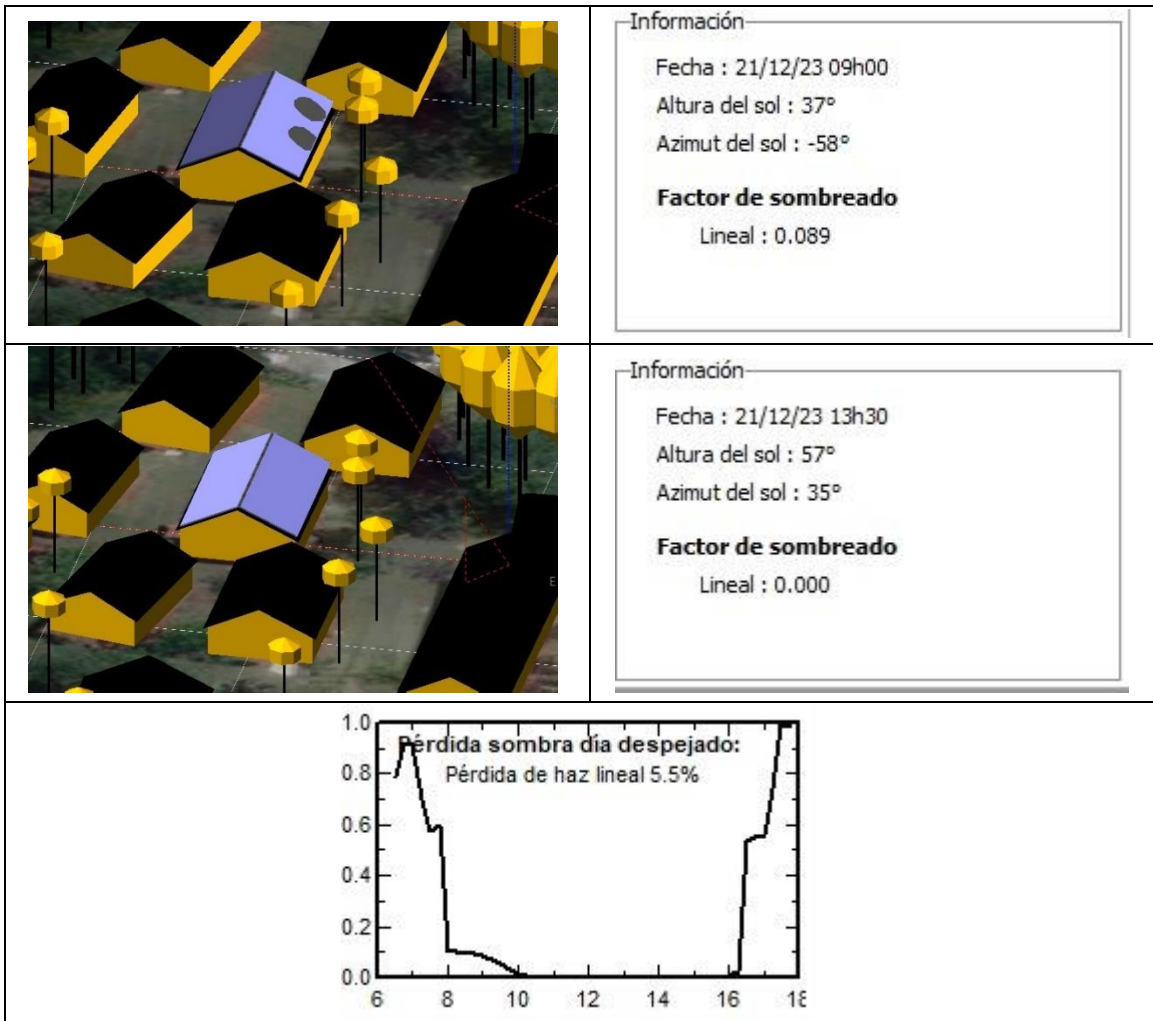 Información
Fecha : 21/12/23 09h00
Altura del sol : 37°
Azimut del sol : -58°
Factor de sombreado
Lineal : 0.089
E
Información
Fecha : 21/12/23 13h30
Altura del sol : 57°
Azimut del sol : 35°
Factor de sombreado
Lineal : 0.000
Pérdida sombra día despejado:
Pérdida de haz lineal 5.5%
1.0
0.8
0.6
0.4
0.2
0.0
6 8 10 12 14 16 18